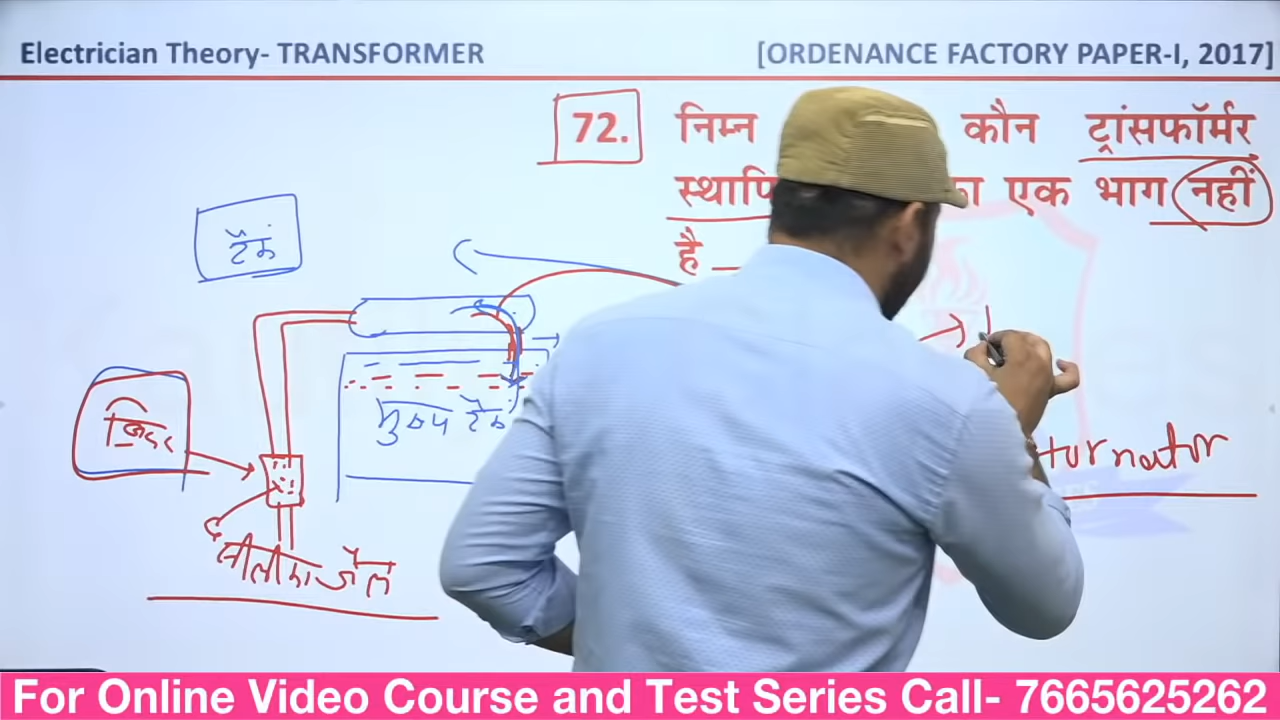 Electrician Theory- TRANSFORMER
[ORDENANCE FACTORY PAPER-I, 2017]
72. निम्न कौन ट्रांसफॉर्मर
स्थापि का एक भाग नहीं
है
टैंक
मुख्य टैंक
ब्रिदर
सीलीकाजैल
turnator
For Online Video Course and Test Series Call- 7665625262